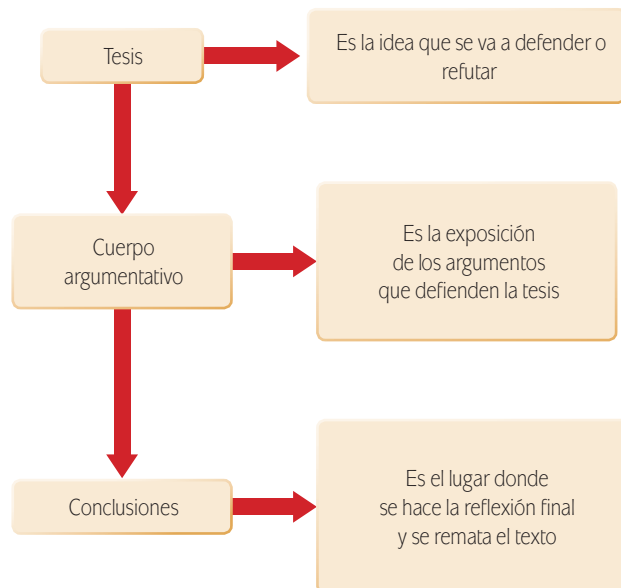 Tesis
Es la idea que se va a defender o
refutar
Cuerpo
argumentativo
Es la exposición
de los argumentos
que defienden la tesis
Conclusiones
Es el lugar donde
se hace la reflexión final
y se remata el texto